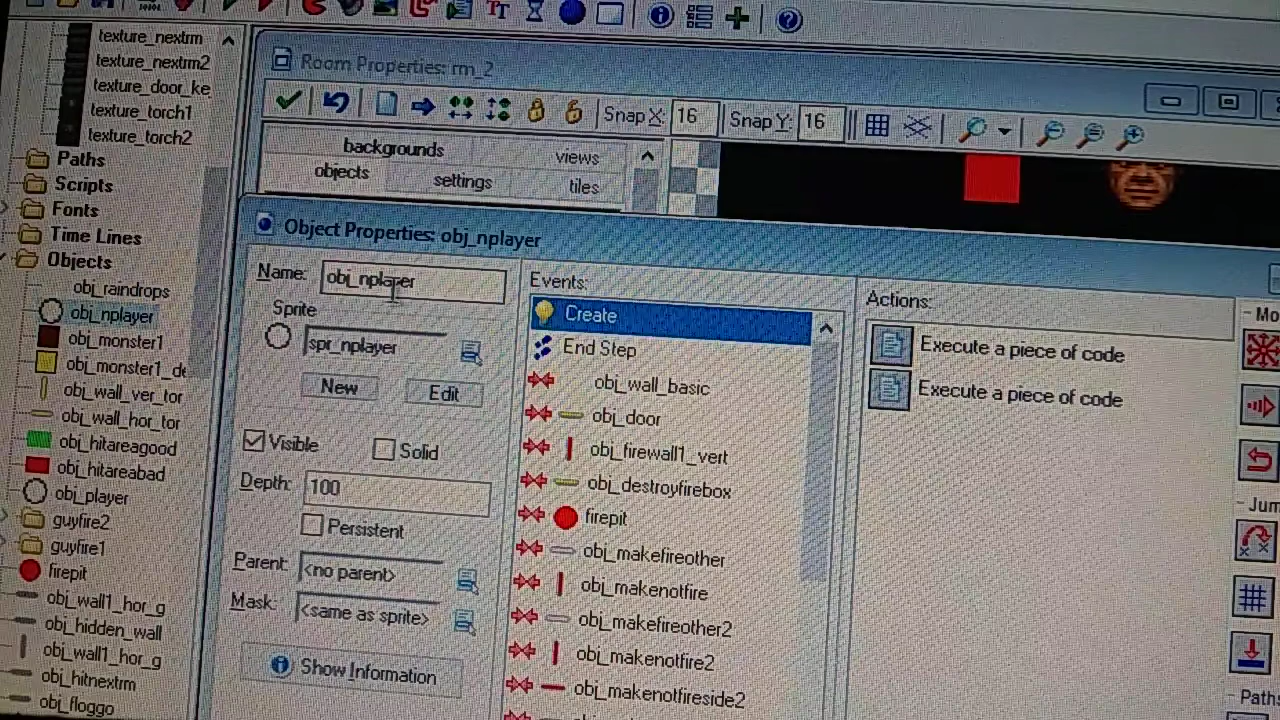 texture_nextrm
texture_nextrm2
texture_door_ke
texture_torch1
texture_torch2
Paths
Scripts
Fonts
Time Lines
Objects
obj_raindrops
obj_nplayer
obj_monster1
obj_monster1_de
obj_wall_ver_tor
obj_wall_hor_tor
obj_hitareagood
obj_hitareabad
obj_player
guyfire2
guyfire1
firepit
obj_wall1_hor_g
obj_hidden_wall
obj_wall1_hor_g
obj_hitnextrm
obj_floggo
Room Properties: rm_2
Snap X: 16 Snap Y: 16
backgrounds views
objects settings tiles
Object Properties: obj_nplayer
Name: obj_nplayer
Sprite
spr_nplayer
New Edit
Visible Solid
Depth: 100
Persistent
Parent: <no parent>
Mask: <same as sprite>
Show Information
Events:
Create
End Step
obj_wall_basic
obj_door
obj_firewall1_vert
obj_destroyfirebox
firepit
obj_makefireother
obj_makenotfire
obj_makefireother2
obj_makenotfire2
obj_makenotfireside2
Actions:
Execute a piece of code
Execute a piece of code
Mo
Jum
Paths